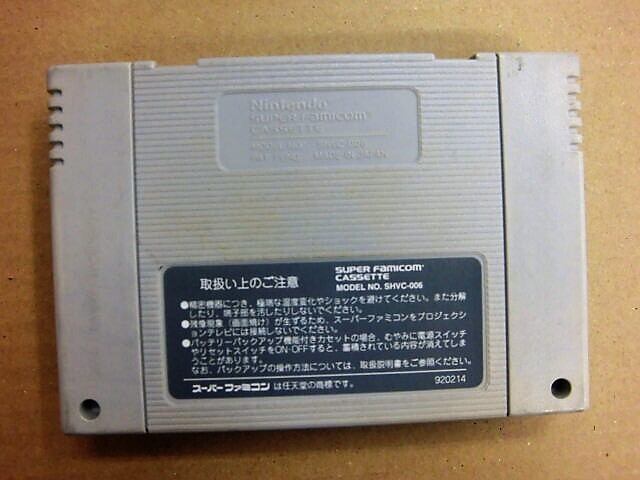 Nintendo
SUPER Famicom
CASSETTE
MODEL NO. SHVC-006
MADE IN JAPAN
取扱い上のご注意
SUPER Famicom
CASSETTE
MODEL NO. SHVC-006
●精密機器につき、極端な温度変化やショックを避けてください。また分解
したり、端子部を汚したりしないでください。
●残像現象（画面焼け）が生ずるため、スーパーファミコンをプロジェクシ
ョンテレビには接続しないでください。
●バッテリーバックアップ機能付きカセットの場合、むやみに電源スイッチ
やリセットスイッチをON-OFFすると、蓄積されている内容が消えてしま
うことがあります。
なお、バックアップの操作方法については、取扱説明書をご参照ください。
スーパーファミコンは任天堂の商標です。
920214